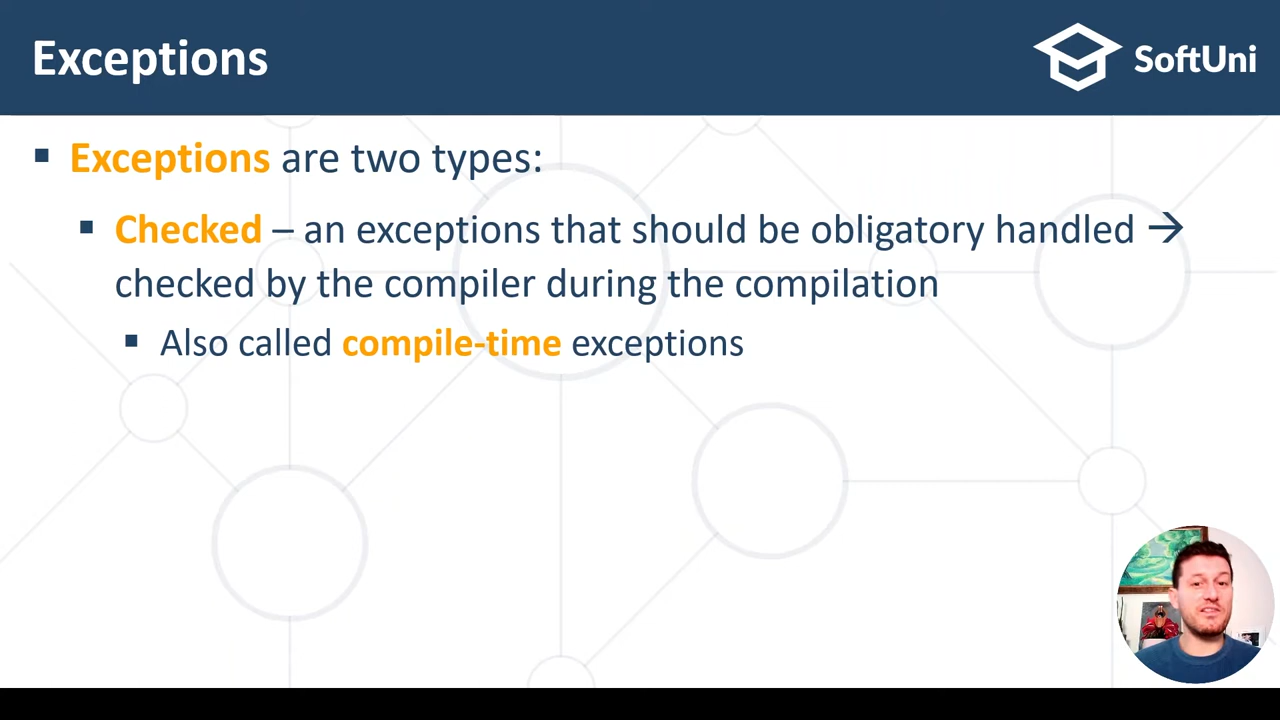 Exceptions
SoftUni
▪ Exceptions are two types:
▪ Checked – an exceptions that should be obligatory handled →
checked by the compiler during the compilation
▪ Also called compile-time exceptions